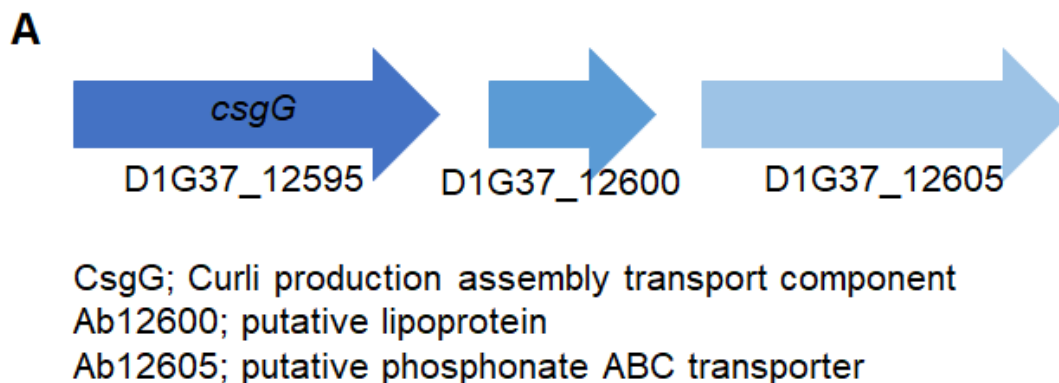 A
csgG
D1G37_12595 D1G37_12600 D1G37_12605
CsgG; Curli production assembly transport component
Ab12600; putative lipoprotein
Ab12605; putative phosphonate ABC transporter